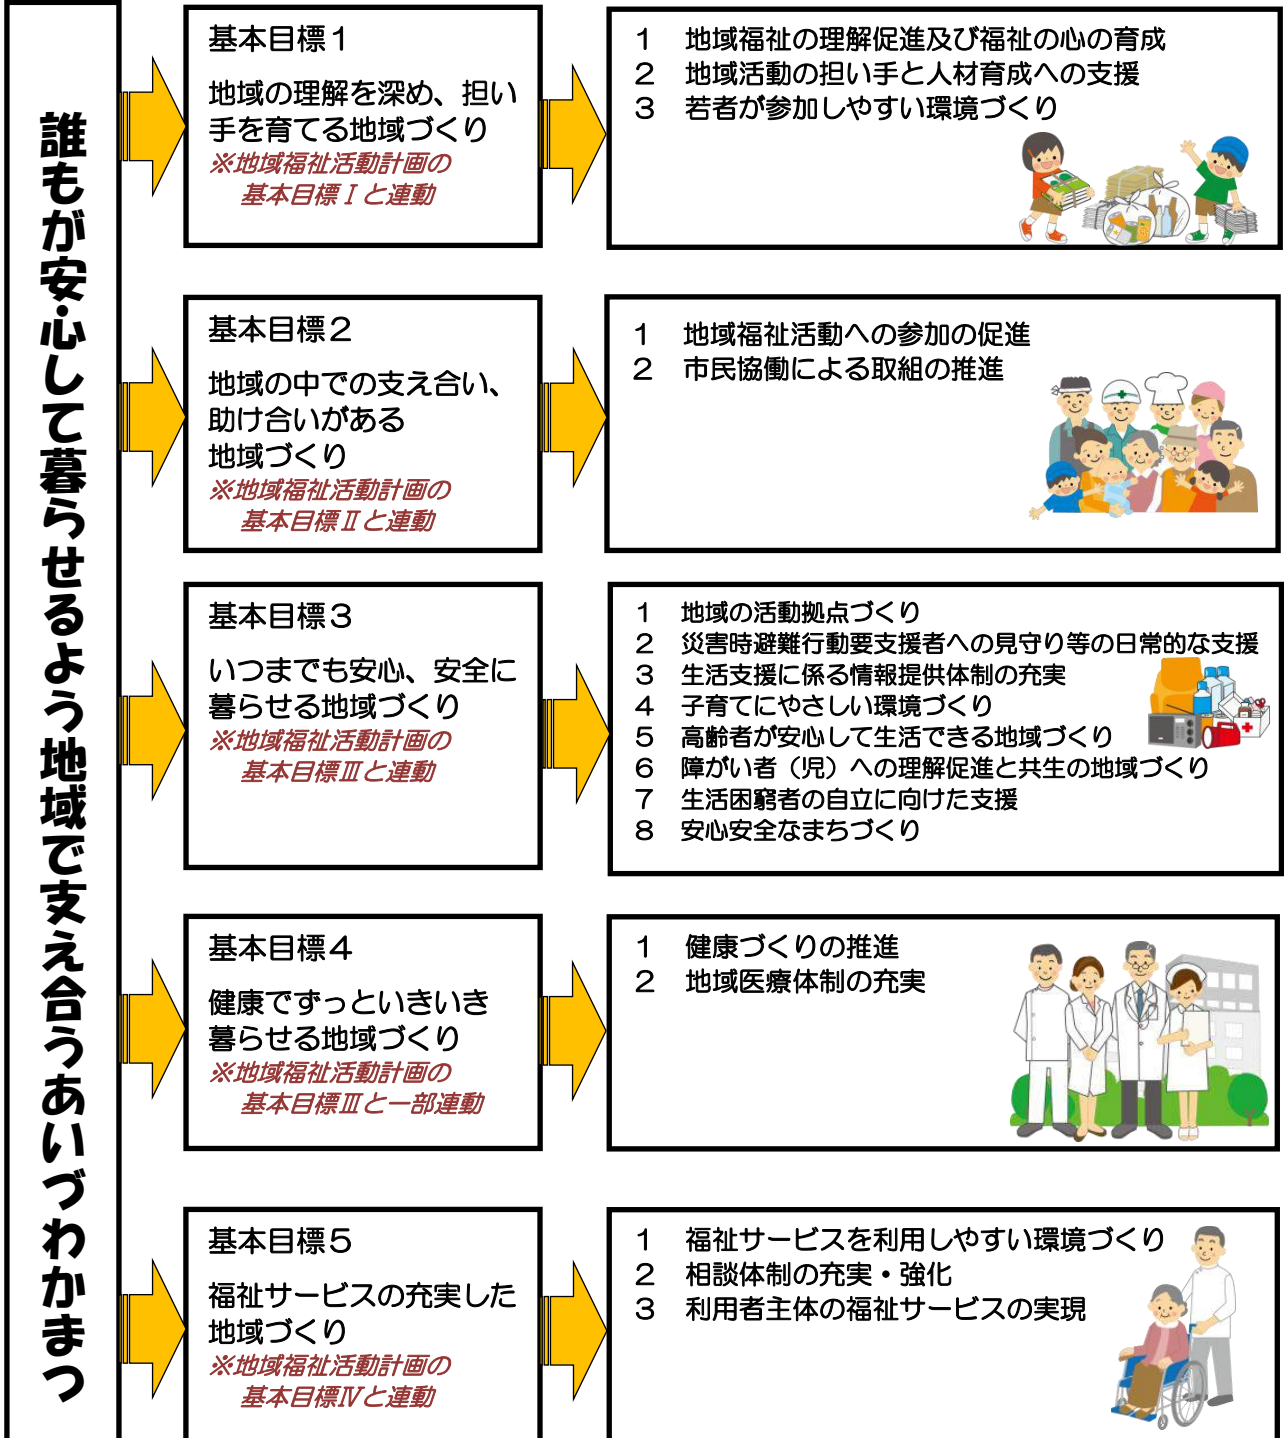 誰もが安心して暮らせるよう地域で支え合うあいづわかまつ
基本目標1
地域の理解を深め、担い
手を育てる地域づくり
※地域福祉活動計画の
基本目標Ⅰと連動
1　地域福祉の理解促進及び福祉の心の育成
2　地域活動の担い手と人材育成への支援
3　若者が参加しやすい環境づくり
基本目標2
地域の中での支え合い、
助け合いがある
地域づくり
※地域福祉活動計画の
基本目標Ⅱと連動
1　地域福祉活動への参加の促進
2　市民協働による取組の推進
基本目標3
いつまでも安心、安全に
暮らせる地域づくり
※地域福祉活動計画の
基本目標Ⅲと連動
1　地域の活動拠点づくり
2　災害時避難行動要支援者への見守り等の日常的な支援
3　生活支援に係る情報提供体制の充実
4　子育てにやさしい環境づくり
5　高齢者が安心して生活できる地域づくり
6　障がい者（児）への理解促進と共生の地域づくり
7　生活困窮者の自立に向けた支援
8　安心安全なまちづくり
基本目標4
健康でずっといきいき
暮らせる地域づくり
※地域福祉活動計画の
基本目標Ⅲと一部連動
1　健康づくりの推進
2　地域医療体制の充実
基本目標5
福祉サービスの充実した
地域づくり
※地域福祉活動計画の
基本目標Ⅳと連動
1　福祉サービスを利用しやすい環境づくり
2　相談体制の充実・強化
3　利用者主体の福祉サービスの実現